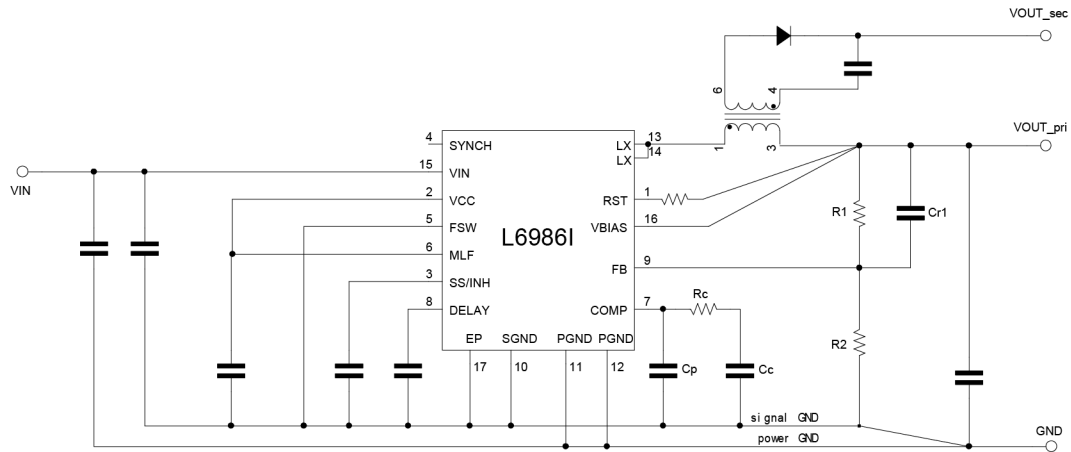 VOUT_sec
6
4
VOUT_pri
1
3
4
SYNCH
LX
13
LX
14
15
VIN
VIN
2
VCC
RST
1
5
FSW
VBIAS
16
R1
Cr1
L6986I
6
MLF
FB
9
3
SS/INH
8
DELAY
COMP
7
Rc
EP
SGND
PGND
PGND
R2
17
10
11
12
Cp
Cc
signal GND
power GND
GND